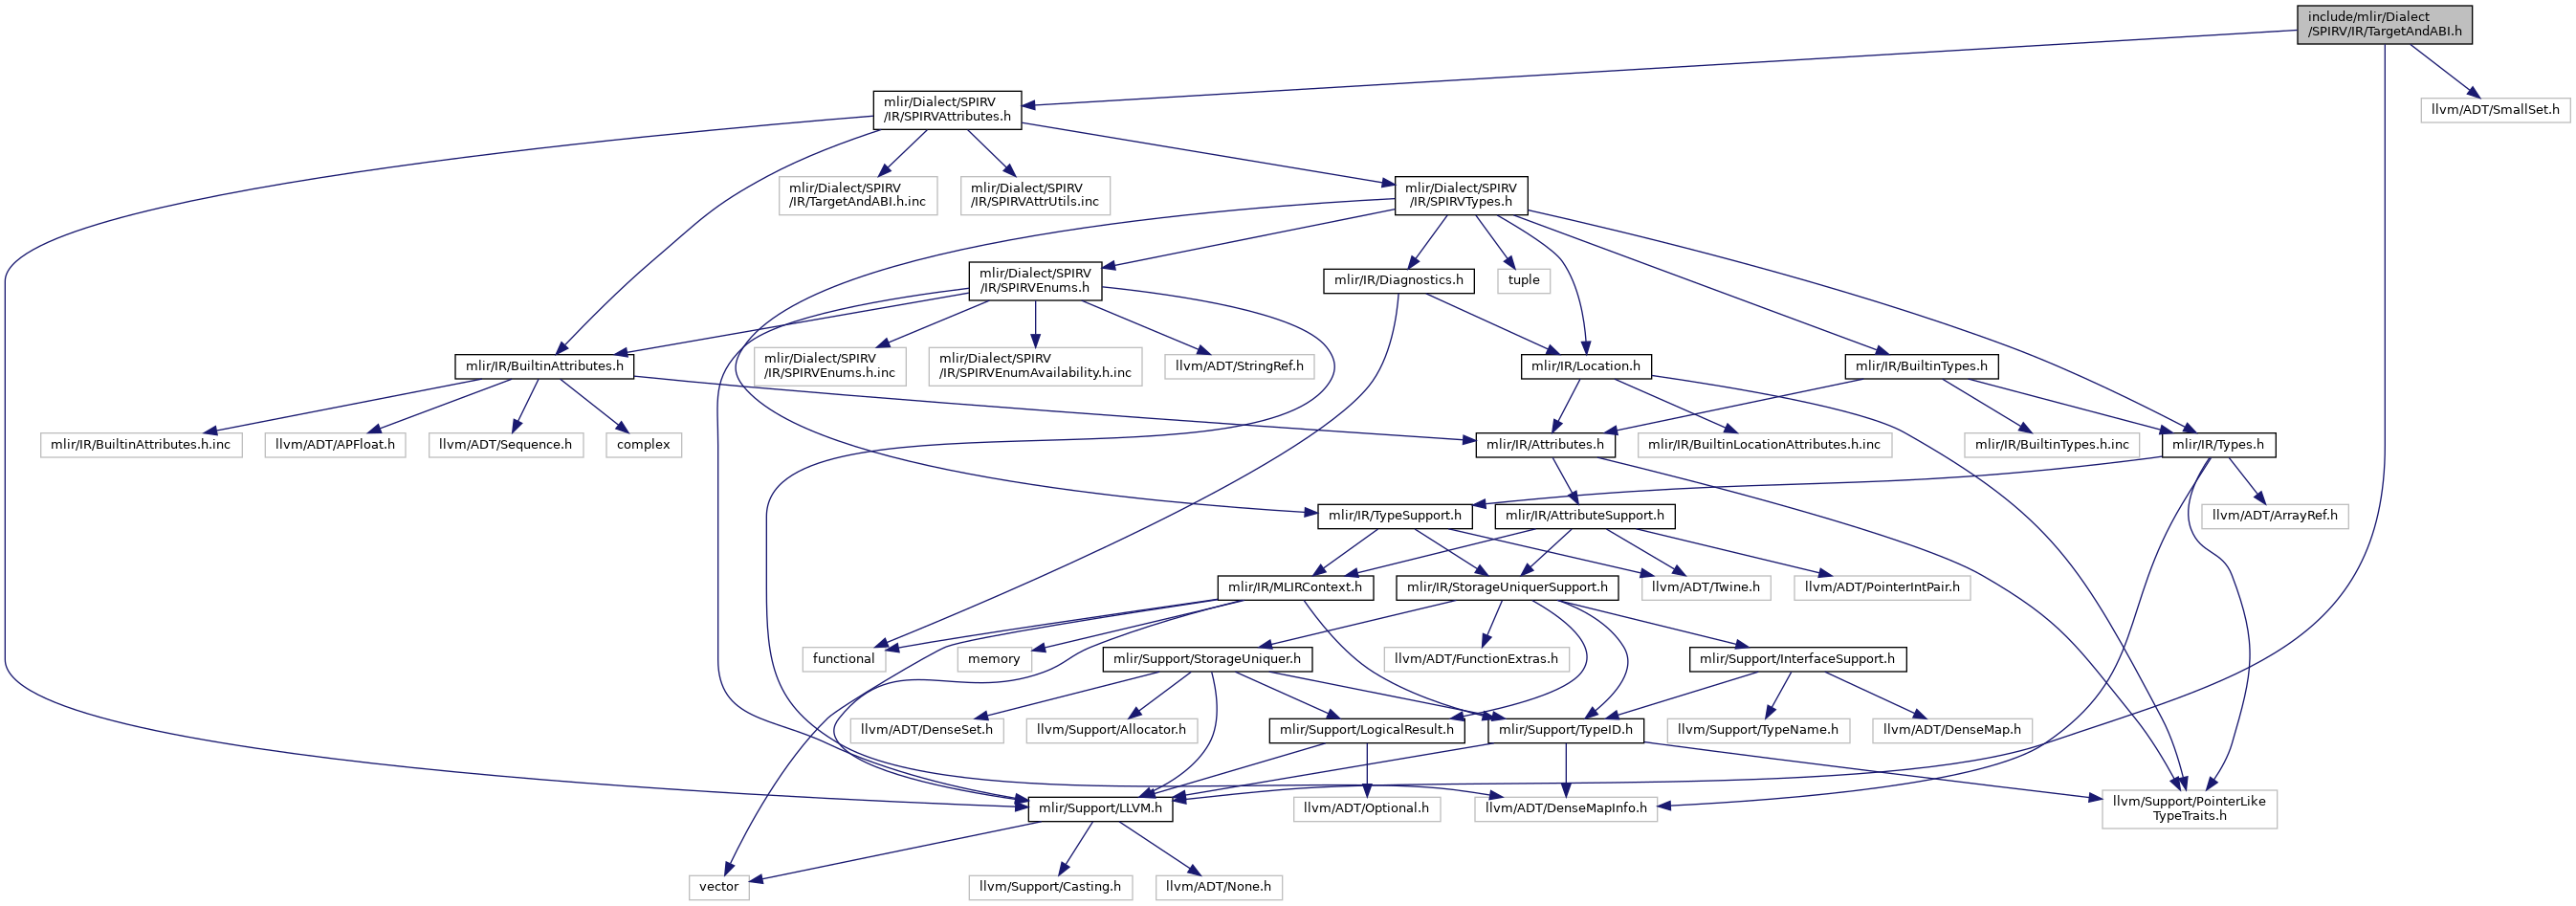 include/mlir/Dialect
/SPIRV/IR/TargetAndABI.h
mlir/Dialect/SPIRV
/IR/SPIRVAttributes.h
llvm/ADT/SmallSet.h
mlir/Dialect/SPIRV
/IR/TargetAndABI.h.inc
mlir/Dialect/SPIRV
/IR/SPIRVAttrUtils.inc
mlir/Dialect/SPIRV
/IR/SPIRVTypes.h
mlir/Dialect/SPIRV
/IR/SPIRVEnums.h
mlir/IR/Diagnostics.h
tuple
mlir/IR/BuiltinAttributes.h
mlir/Dialect/SPIRV
/IR/SPIRVEnums.h.inc
mlir/Dialect/SPIRV
/IR/SPIRVEnumAvailability.h.inc
llvm/ADT/StringRef.h
mlir/IR/Location.h
mlir/IR/BuiltinTypes.h
mlir/IR/BuiltinAttributes.h.inc
llvm/ADT/APFloat.h
llvm/ADT/Sequence.h
complex
mlir/IR/Attributes.h
mlir/IR/BuiltinLocationAttributes.h.inc
mlir/IR/BuiltinTypes.h.inc
mlir/IR/Types.h
mlir/IR/TypeSupport.h
mlir/IR/AttributeSupport.h
llvm/ADT/ArrayRef.h
mlir/IR/MLIRContext.h
mlir/IR/StorageUniquerSupport.h
llvm/ADT/Twine.h
llvm/ADT/PointerIntPair.h
functional
memory
mlir/Support/StorageUniquer.h
llvm/ADT/FunctionExtras.h
mlir/Support/InterfaceSupport.h
llvm/ADT/DenseSet.h
llvm/Support/Allocator.h
mlir/Support/LogicalResult.h
mlir/Support/TypeID.h
llvm/Support/TypeName.h
llvm/ADT/DenseMap.h
mlir/Support/LLVM.h
llvm/ADT/Optional.h
llvm/ADT/DenseMapInfo.h
llvm/Support/PointerLike
TypeTraits.h
vector
llvm/Support/Casting.h
llvm/ADT/None.h